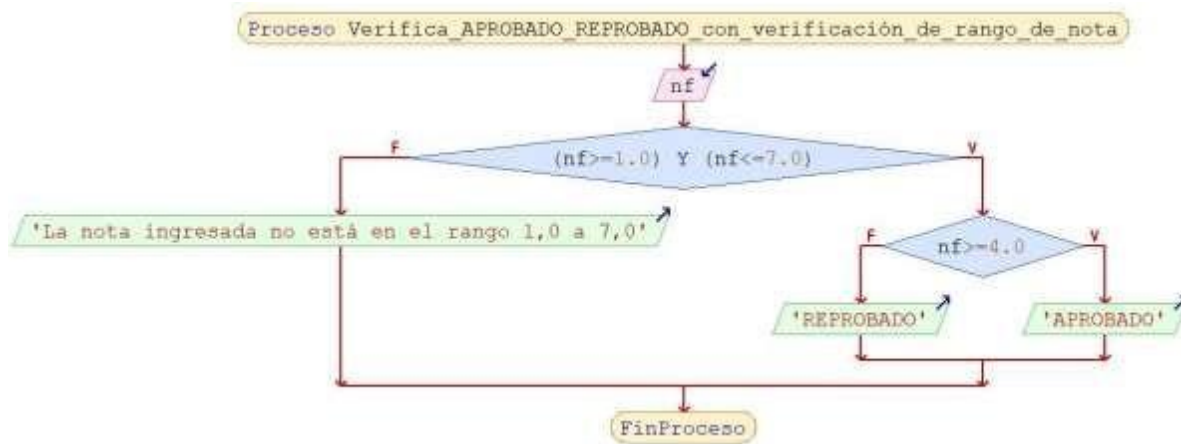 Proceso Verifica_APROBADO_REPROBADO_con_verificación_de_rango_de_nota
nf
F
(nf>=1.0) Y (nf<=7.0)
V
'La nota ingresada no está en el rango 1,0 a 7,0'
F
nf>=4.0
V
'REPROBADO'
'APROBADO'
FinProceso